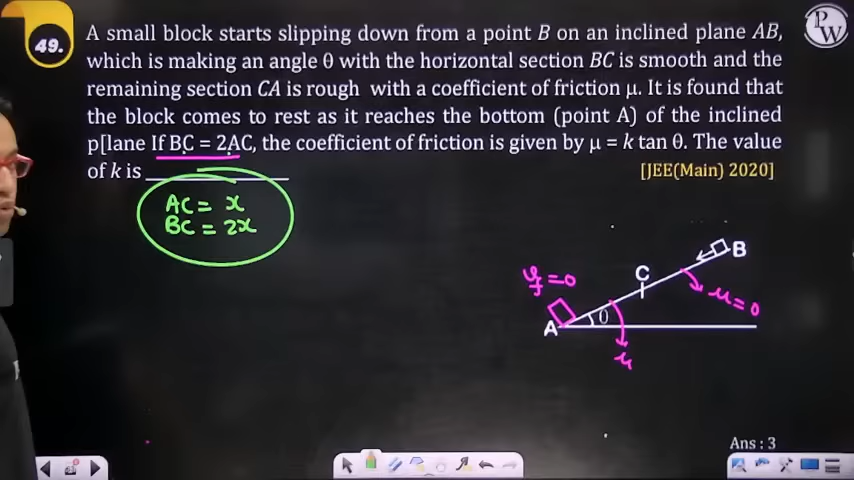 49.
A small block starts slipping down from a point B on an inclined plane AB,
which is making an angle θ with the horizontal section BC is smooth and the
remaining section CA is rough with a coefficient of friction μ. It is found that
the block comes to rest as it reaches the bottom (point A) of the inclined
p[lane If BC = 2AC, the coefficient of friction is given by μ = k tan θ. The value
of k is ______________
[JEE(Main) 2020]
P
W
AC = x
BC = 2x
B
C
vf = 0
μ = 0
A
θ
μ
Ans : 3